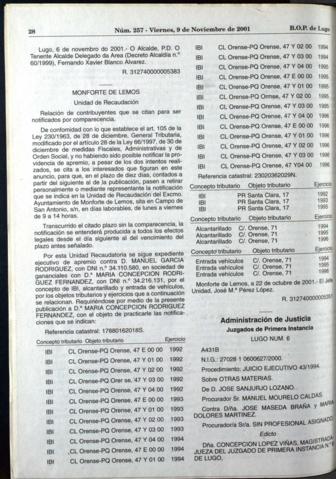 28
Núm. 257 - Viernes, 9 de Noviembre de 2001
B.O.P. de Lugo
Lugo, 6 de novembro de 2001.- O Alcalde, P.D. O
Tenente Alcalde Delegado da Area (Decreto Alcaldía n.º
60/1999), Fernando Xavier Blanco Alvarez.
R. 312740000005383
MONFORTE DE LEMOS
Unidad de Recaudación
Relación de contribuyentes que se citan para ser
notificados por comparecencia.
De conformidad con lo que establece el art. 105 de la
Ley 230/1963, de 28 de diciembre, General Tributaria,
modificado por el artículo 28 de la Ley 66/1997, de 30 de
diciembre de medidas Fiscales, Administrativas y de
Orden Social, y no habiendo sido posible notificar la pro-
videncia de apremio, a pesar de los dos intentos reali-
zados, se cita a los interesados que figuran en este
anuncio, para que, en el plazo de diez días, contados a
partir del siguiente al de la publicación, pasen a retirar
personalmente o mediante representante la notificación
que se indica en la Unidad de Recaudación del Excmo.
Ayuntamiento de Monforte de Lemos, sita en Campo de
San Antonio, s/n, en días laborables, de lunes a viernes
de 9 a 14 horas.
Transcurrido el citado plazo sin la comparecencia, la
notificación se entenderá producida a todos los efectos
legales desde el día siguiente al del vencimiento del
plazo antes señalado.
Por esta Unidad Recaudatoria se sigue expediente
ejecutivo de apremio contra D. MANUEL GARCIA
RODRIGUEZ, con DNI n.º 34.110.580, en sociedad de
gananciales con D.ª MARIA CONCEPCION RODRI-
GUEZ FERNANDEZ, con DNI n.º 34.216.131, por el
concepto de IBI, alcantarillado y entrada de vehículos,
por los objetos tributarios y ejercicios que a continuación
se relacionan. Requiriéndose por medio de la presente
publicación a D.ª MARIA CONCEPCION RODRIGUEZ
FERNANDEZ, con el objeto de practicarle las notifica-
ciones que se indican:
Referencia catastral: 17680162018S.
Concepto tributario Objeto tributario Ejercicio
IBI CL Orense-PQ Orense, 47 E 00 00 1992
IBI CL Orense-PQ Orense, 47 Y 01 00 1992
IBI CL Orense-PQ Orense, 47 Y 02 00 1992
IBI CL Orense-PQ Orense, 47 Y 03 00 1992
IBI CL Orense-PQ Orense, 47 Y 04 00 1992
IBI CL Orense-PQ Orense, 47 E 00 00 1993
IBI CL Orense-PQ Orense, 47 Y 01 00 1993
IBI CL Orense-PQ Orense, 47 Y 02 00 1993
IBI CL Orense-PQ Orense, 47 Y 03 00 1993
IBI CL Orense-PQ Orense, 47 Y 04 00 1993
IBI CL Orense-PQ Orense, 47 E 00 00 1994
IBI CL Orense-PQ Orense, 47 Y 01 00 1994
IBI CL Orense-PQ Orense, 47 Y 02 00 1994
IBI CL Orense-PQ Orense, 47 Y 03 00 1994
IBI CL Orense-PQ Orense, 47 Y 04 00 1994
IBI CL Orense-PQ Orense, 47 E 00 00 1995
IBI CL Orense-PQ Orense, 47 Y 01 00 1995
IBI CL Orense-PQ Orense, 47 Y 02 00 1995
IBI CL Orense-PQ Orense, 47 Y 03 00 1995
IBI CL Orense-PQ Orense, 47 Y 04 00
IBI CL Orense-PQ Orense, 47 E 00 00 1996
IBI CL Orense-PQ Orense, 47 Y 01 00 1996
IBI CL Orense-PQ Orense, 47 Y 02 00 1996
IBI CL Orense-PQ Orense, 47 Y 03 00 1996
IBI CL Orense-PQ Orense, 47 Y04 00 1996
Referencia catastral: 23020362029N.
Concepto tributario Objeto tributario Ejercicio
IBI PR Santa Clara, 17 1992
IBI PR Santa Clara, 17 1993
IBI PR Santa Clara, 17
Concepto tributario Objeto tributario Ejercicio
Alcantarillado C/ Orense, 71 1994
Alcantarillado C/ Orense, 71 1995
Alcantarillado C/ Orense, 71 1996
Concepto tributario Objeto tributario Ejercicio
Entrada vehículos C/ Orense, 71 1994
Entrada vehículos C/ Orense, 71 1995
Entrada vehículos C/ Orense, 71 1996
Monforte de Lemos, a 22 de octubre de 2001.- El Jefe
Unidad, José M.ª Pérez López.
R. 3127400000
Administración de Justicia
Juzgados de Primera Instancia
LUGO NUM. 6
A431B
N.I.G.: 27028 1 0600627/2000.
Procedimiento: JUICIO EJECUTIVO 43/1994.
Sobre OTRAS MATERIAS.
De D. JOSE SANJURJO LOZANO.
Procurador Sr. MANUEL MOURELO CALDAS.
Contra D/ña. JOSE MASEDA BRAÑA y MARIA
DOLORES MARTINEZ.
Procurador/a Sr/a. SIN PROFESIONAL ASIGNADO.
Edicto
Dña. CONCEPCION LOPEZ VIÑAS, MAGISTRADA-
JUEZA DEL JUZGADO DE PRIMERA INSTANCIA N.º 6
DE LUGO,